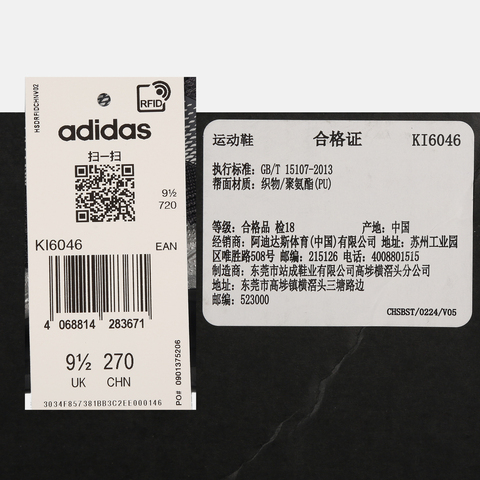 HSDRFIDCHNV02
RFID
adidas
扫一扫
9½
720
KI6046
EAN
4 068814 283671
9½ 270
UK CHN
PO# 0901375206
3034F857381BB3C2EE000146
运动鞋 合格证 KI6046
执行标准: GB/T 15107-2013
帮面材质: 织物/聚氨酯(PU)
等级: 合格品 检18 产地: 中国
经销商: 阿迪达斯体育(中国)有限公司 地址: 苏州工业园
区唯胜路508号 邮编: 215126 电话: 4008801515
制造商: 东莞市站成鞋业有限公司高埗横滘头分公司
地址: 东莞市高埗镇横滘头三塘路边
邮编: 523000
CHSBST/0224/V05